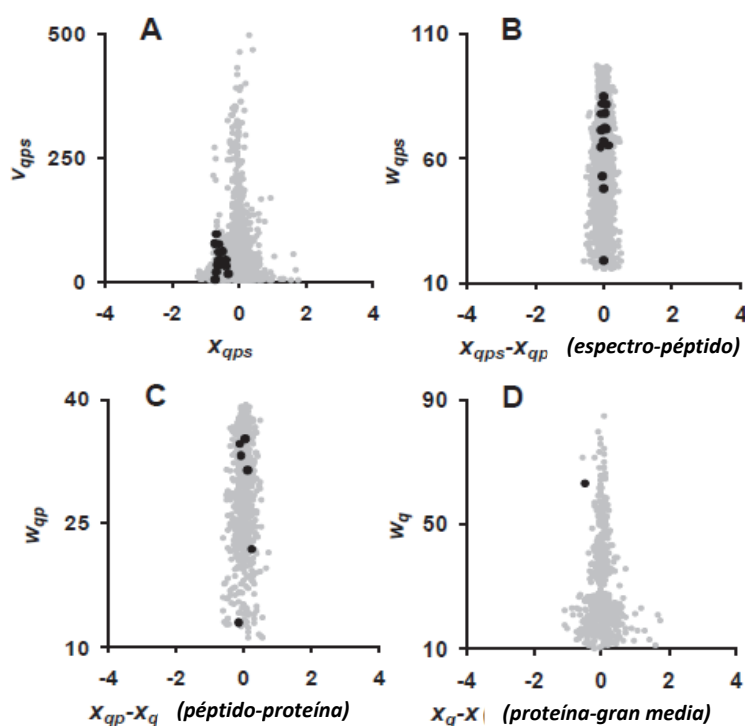 A
500
250
0
-4 -2 0 2 4
v_qps
x_qps
B
110
60
10
-4 -2 0 2 4
w_qps
x_qps-x_qp (espectro-péptido)
C
40
25
10
-4 -2 0 2 4
w_qp
x_qp-x_q (péptido-proteína)
D
90
50
10
-4 -2 0 2 4
w_q
x_q-x (proteína-gran media)